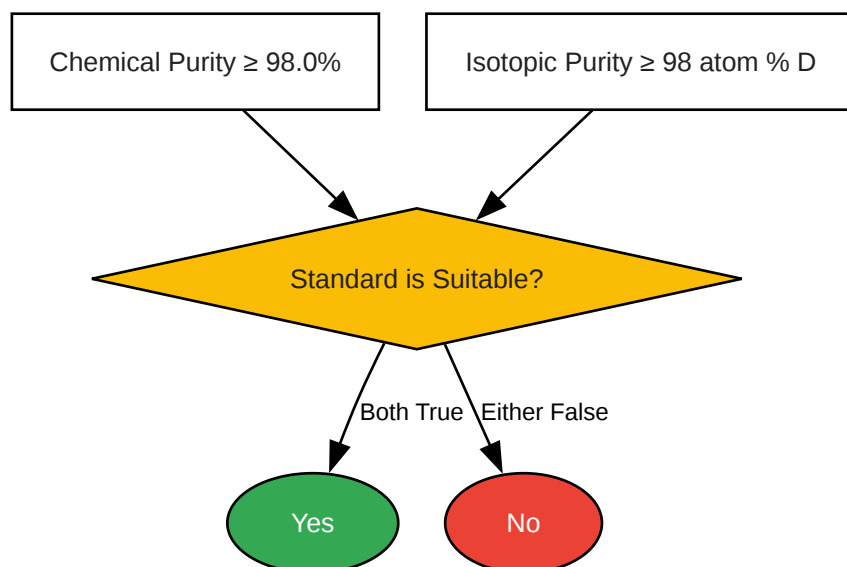 Chemical Purity ≥ 98.0%
Isotopic Purity ≥ 98 atom % D
Standard is Suitable?
Both True
Either False
Yes
No